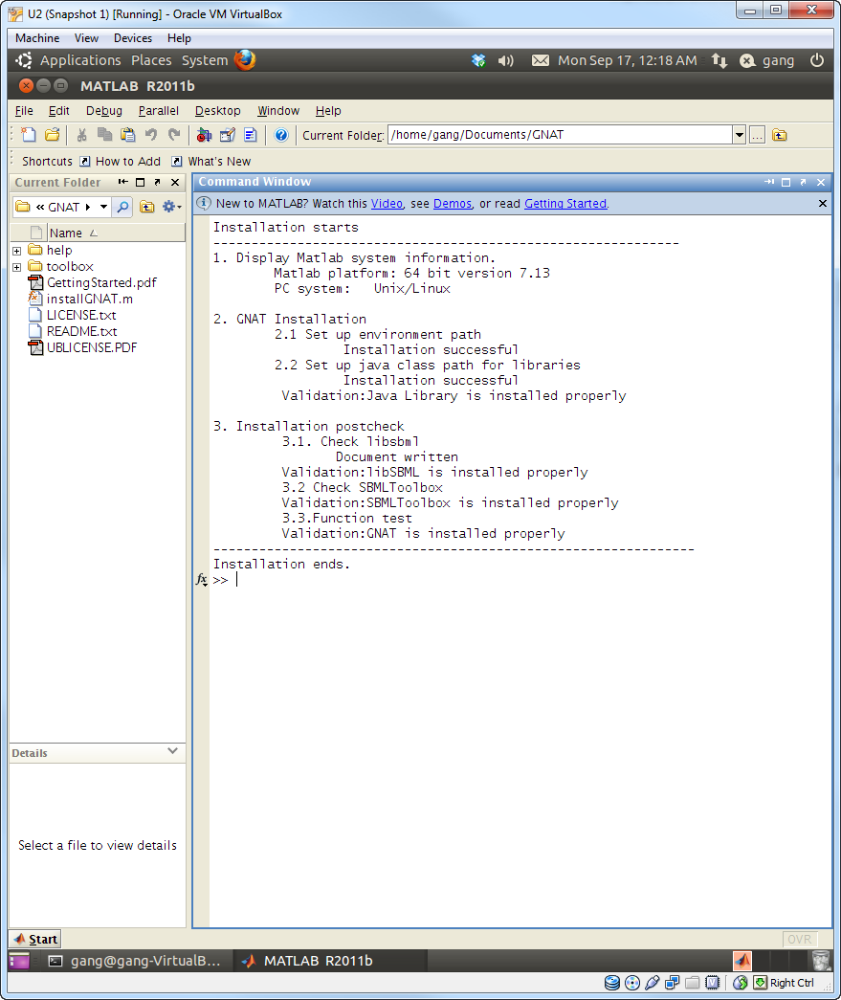 U2 (Snapshot 1) [Running] - Oracle VM VirtualBox
Machine View Devices Help
Applications Places System Mon Sep 17, 12:18 AM gang
MATLAB R2011b
File Edit Debug Parallel Desktop Window Help
Current Folder: /home/gang/Documents/GNAT ...
Shortcuts How to Add What's New
Current Folder
« GNAT
Name
help
toolbox
GettingStarted.pdf
installGNAT.m
LICENSE.txt
README.txt
UBLICENSE.PDF
Details
Select a file to view details
Command Window
New to MATLAB? Watch this Video, see Demos, or read Getting Started.
Installation starts
-------------------------------------------------------------
1. Display Matlab system information.
Matlab platform: 64 bit version 7.13
PC system: Unix/Linux
2. GNAT Installation
2.1 Set up environment path
Installation successful
2.2 Set up java class path for libraries
Installation successful
Validation:Java Library is installed properly
3. Installation postcheck
3.1. Check libsbml
Document written
Validation:libSBML is installed properly
3.2 Check SBMLToolbox
Validation:SBMLToolbox is installed properly
3.3.Function test
Validation:GNAT is installed properly
---------------------------------------------------------------
Installation ends.
fx >>
Start OVR
gang@gang-VirtualB... MATLAB R2011b
Right Ctrl